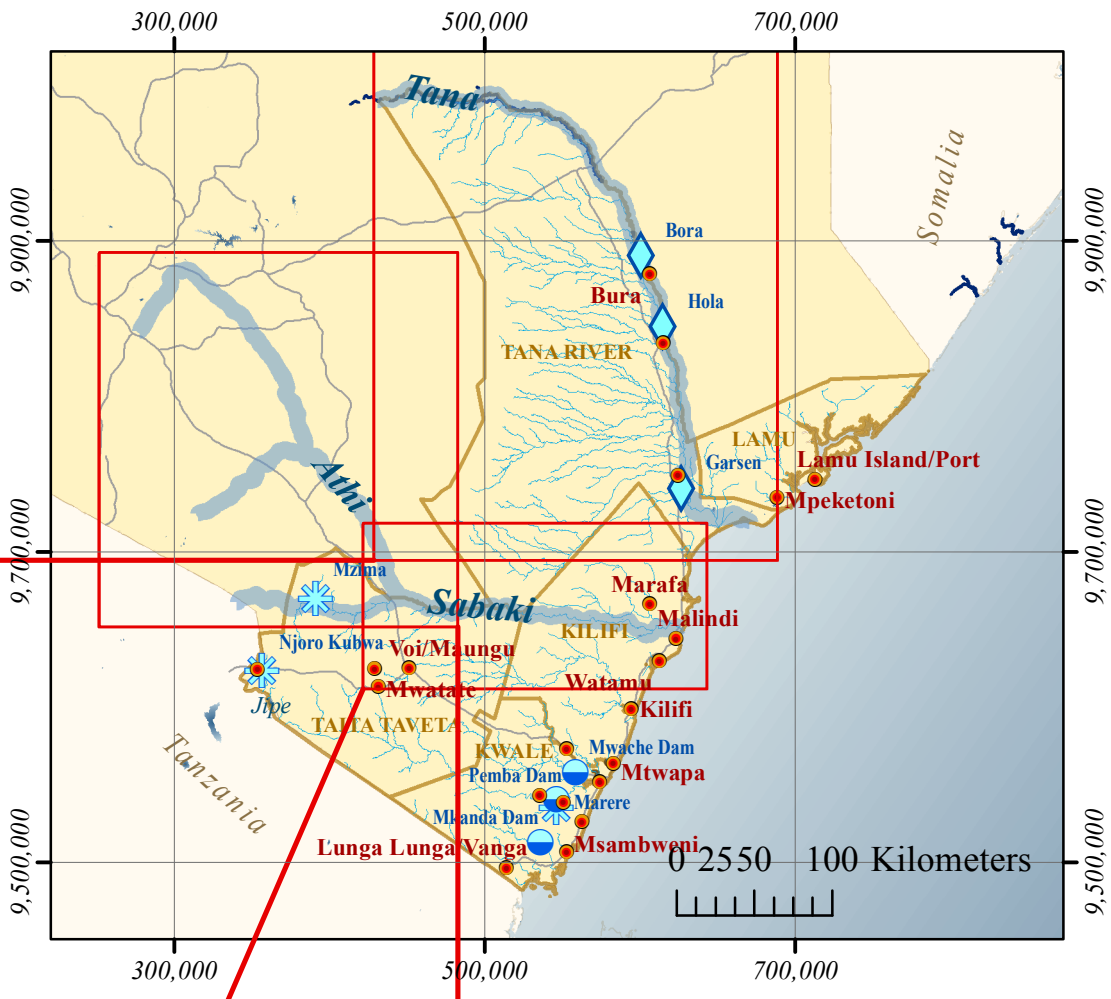 300,000
500,000
700,000
Tana
Somalia
9,900,000
9,900,000
Bora
Bura
Hola
TANA RIVER
LAMU
Lamu Island/Port
Garsen
Mpeketoni
Athi
9,700,000
9,700,000
Mzima
Marafa
Sabaki
Malindi
KILIFI
Njoro Kubwa
Voi/Maungu
Watamu
Mwatate
Jipe
Kilifi
TAITA TAVETA
Tanzania
KWALE
Mwache Dam
Pemba Dam
Mtwapa
Marere
Mkanda Dam
Lunga Lunga/Vanga
Msambweni
0 25 50 100 Kilometers
9,500,000
9,500,000
300,000
500,000
700,000